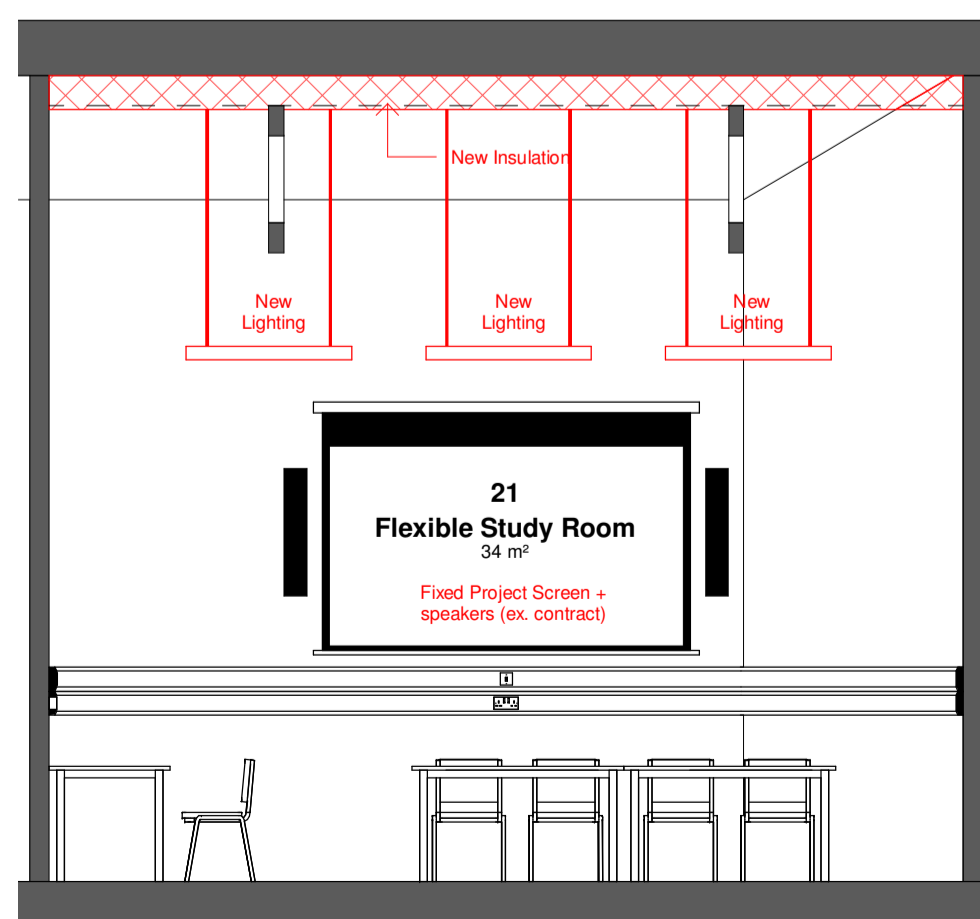 New Insulation
New
Lighting
New
Lighting
New
Lighting
21
Flexible Study Room
34 m²
Fixed Project Screen +
speakers (ex. contract)